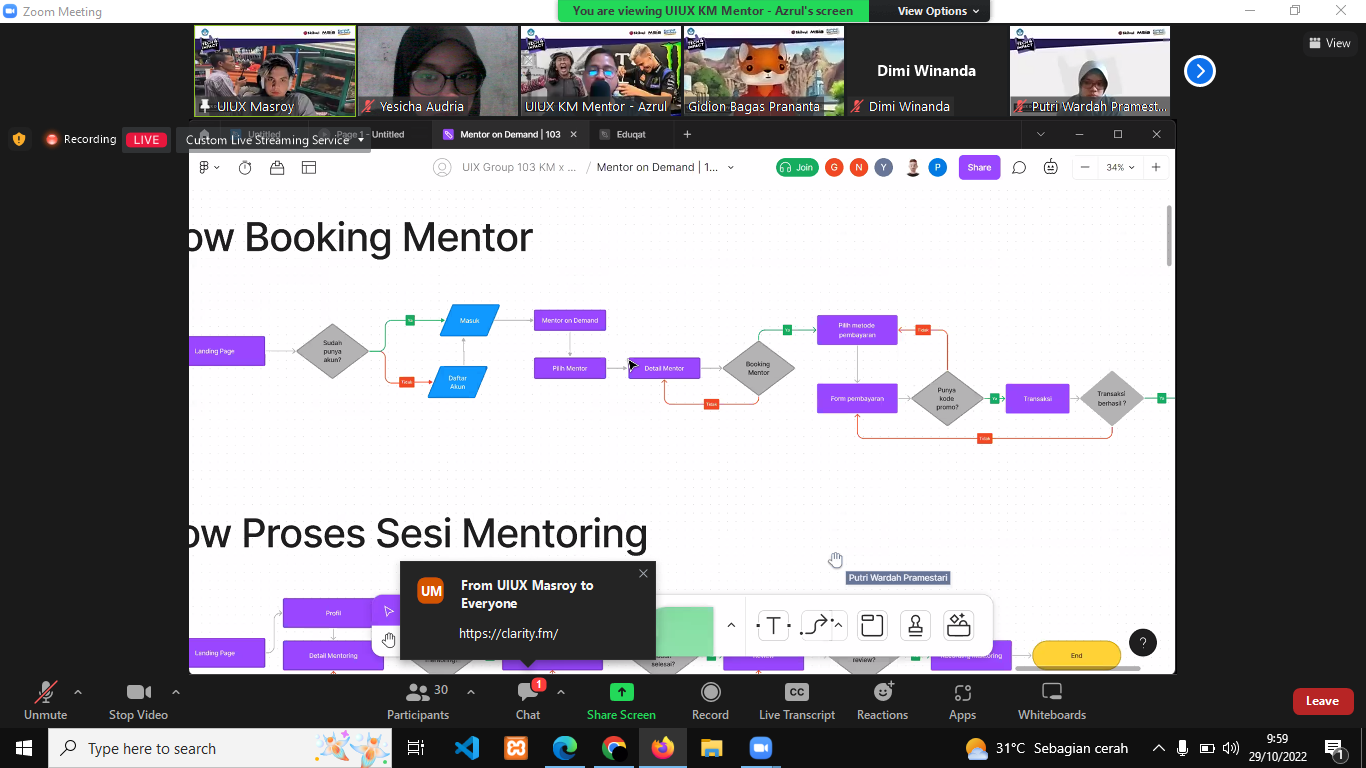 Zoom Meeting
You are viewing UIUX KM Mentor - Azrul's screen
View Options
View
UIUX Masroy
Yesicha Audria
UIUX KM Mentor - Azrul
Gidion Bagas Prananta
Dimi Winanda
Dimi Winanda
Putri Wardah Pramest...
Recording
LIVE
Custom Live Streaming Service
Untitled
Page 1 - Untitled
Mentor on Demand | 103
Eduqat
UIX Group 103 KM x ... / Mentor on Demand | 1...
Join
G
N
Y
P
Share
34%
ow Booking Mentor
Landing Page
Sudah
punya
akun?
Ya
Tidak
Masuk
Daftar
Akun
Mentor on Demand
Pilih Mentor
Detail Mentor
Booking
Mentor
Tidak
Ya
Pilih metode
pembayaran
Form pembayaran
Tidak
Punya
kode
promo?
Ya
Transaksi
Transaksi
berhasil ?
Ya
Tidak
ow Proses Sesi Mentoring
Putri Wardah Pramestari
Landing Page
Profil
Detail Mentoring
selesai?
review?
End
UM
From UIUX Masroy to
Everyone
https://clarity.fm/
T
?
Unmute
Stop Video
30
Participants
1
Chat
Share Screen
Record
CC
Live Transcript
Reactions
Apps
Whiteboards
Leave
Type here to search
31°C Sebagian cerah
9:59
29/10/2022
1